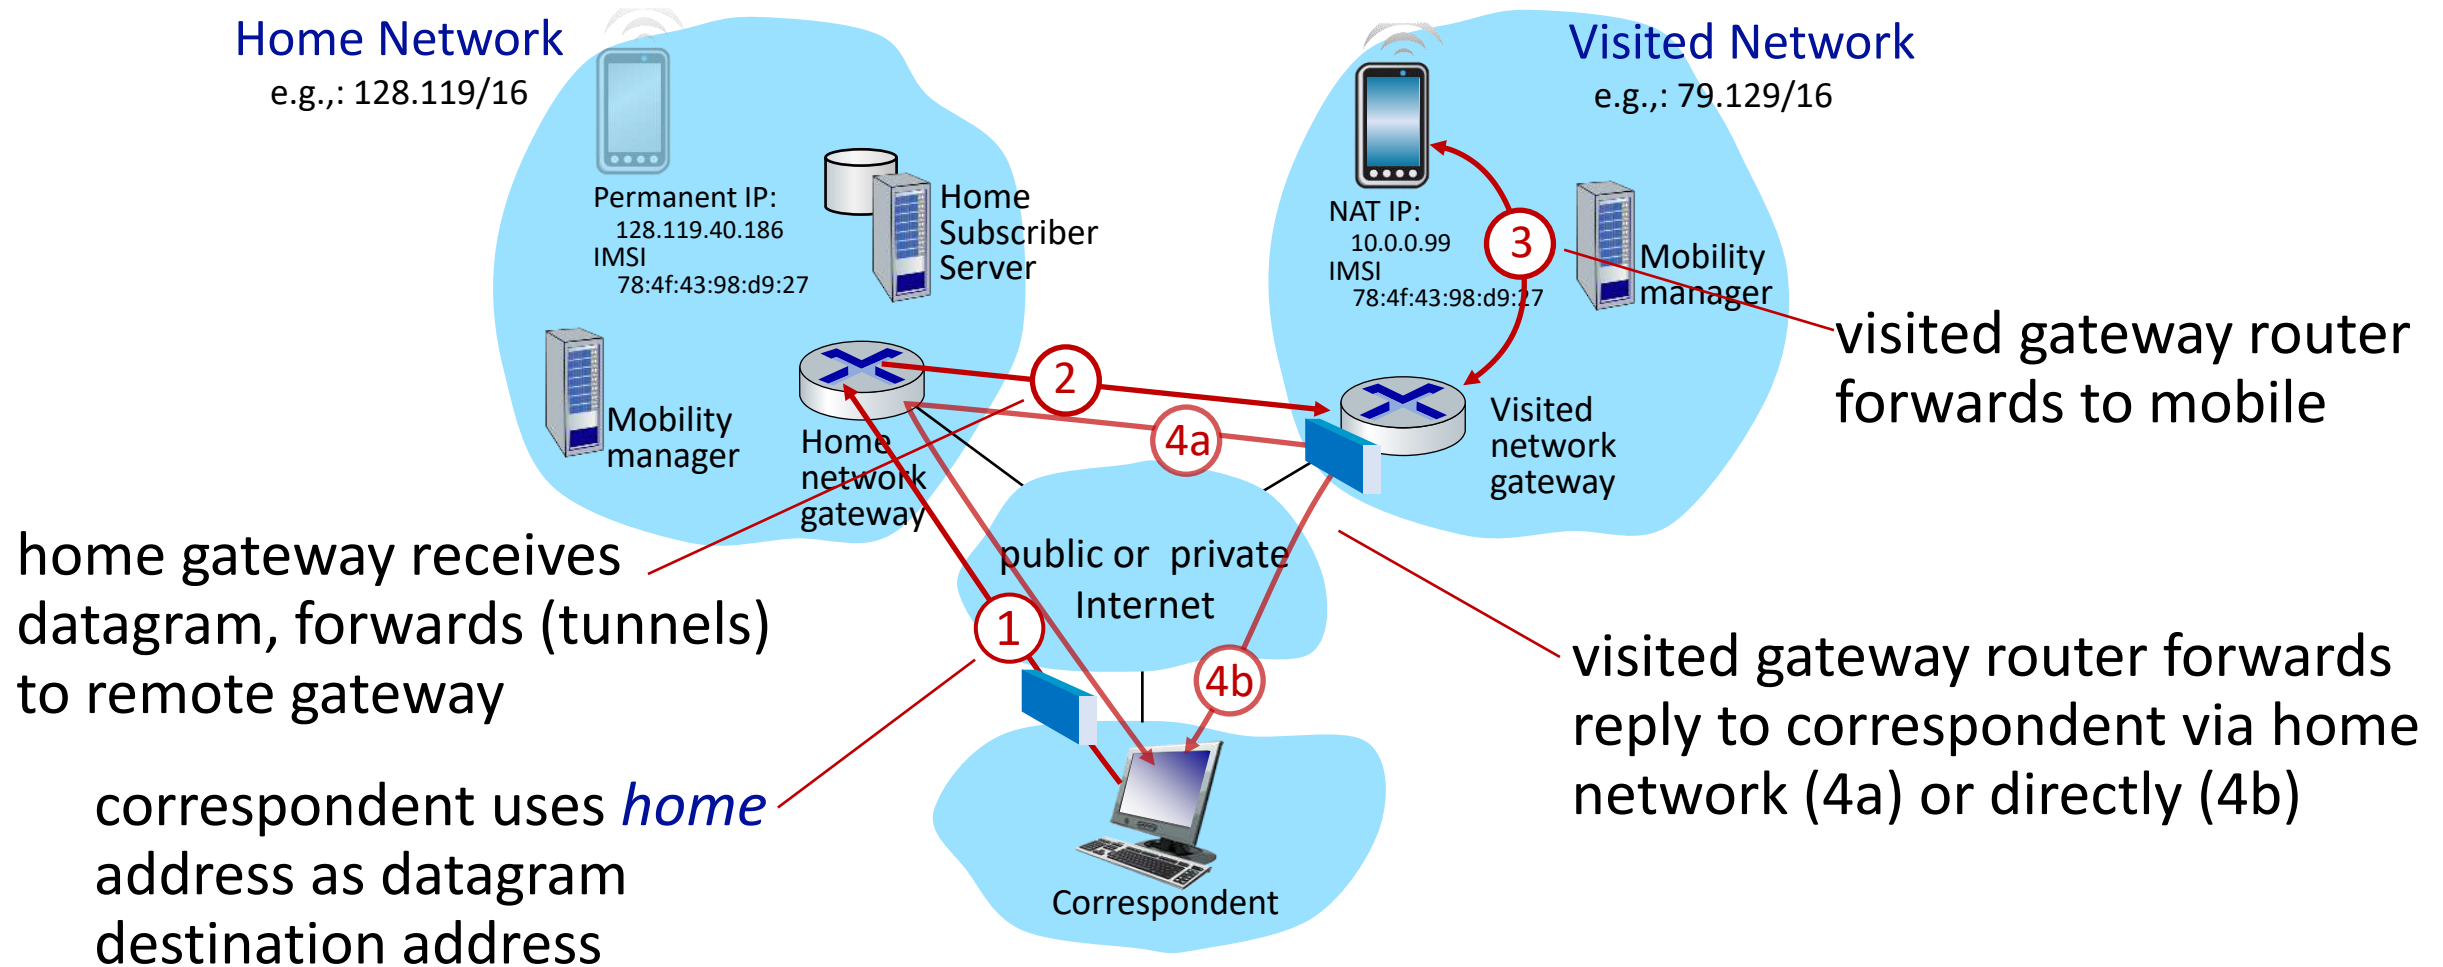 Home Network
e.g.,: 128.119/16
Visited Network
e.g.,: 79.129/16
Permanent IP:
128.119.40.186
IMSI
78:4f:43:98:d9:27
Home
Subscriber
Server
NAT IP:
10.0.0.99
IMSI
78:4f:43:98:d9:27
3
Mobility
manager
visited gateway router
forwards to mobile
Mobility
manager
Home
network
gateway
2
4a
Visited
network
gateway
home gateway receives
datagram, forwards (tunnels)
to remote gateway
public or  private
Internet
1
4b
visited gateway router forwards
reply to correspondent via home
network (4a) or directly (4b)
correspondent uses home
address as datagram
destination address
Correspondent